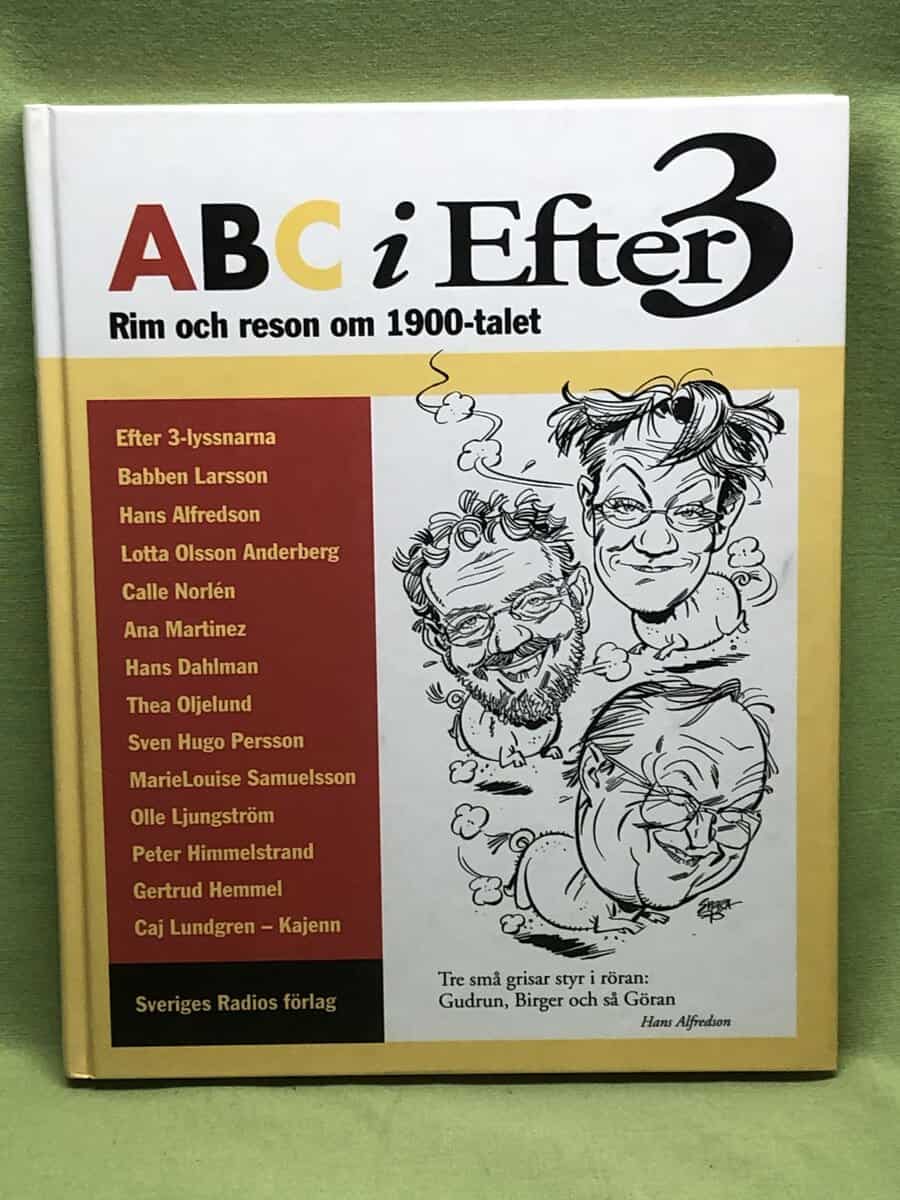 ABC i Efter 3
Rim och reson om 1900-talet
Efter 3-lyssnarna
Babben Larsson
Hans Alfredson
Lotta Olsson Anderberg
Calle Norlén
Ana Martinez
Hans Dahlman
Thea Oljelund
Sven Hugo Persson
MarieLouise Samuelsson
Olle Ljungström
Peter Himmelstrand
Gertrud Hemmel
Caj Lundgren – Kajenn
Sveriges Radios förlag
Tre små grisar styr i röran:
Gudrun, Birger och så Göran
Hans Alfredson